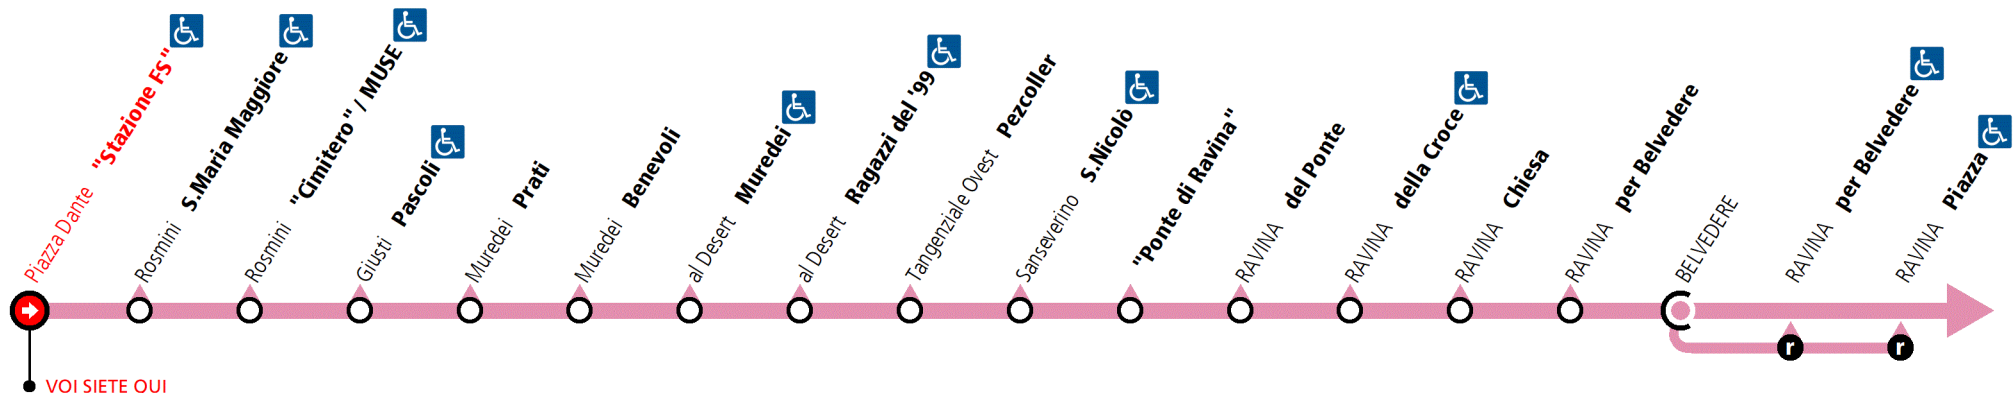 Piazza Dante "Stazione FS"
Rosmini S.Maria Maggiore
Rosmini "Cimitero" / MUSE
Giusti Pascoli
Muredei Prati
Muredei Benevoli
al Desert Muredei
al Desert Ragazzi del '99
Tangenziale Ovest Pezcoller
Sanseverino S.Nicolò
"Ponte di Ravina"
RAVINA del Ponte
RAVINA della Croce
RAVINA Chiesa
RAVINA per Belvedere
BELVEDERE
RAVINA per Belvedere
RAVINA Piazza
r
r
VOI SIETE QUI